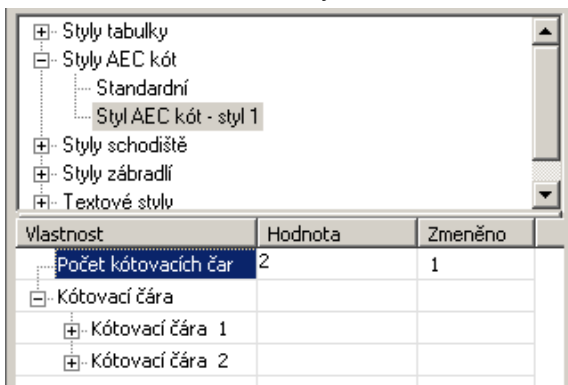 Styly tabulky
Styly AEC kót
Standardní
Styl AEC kót - styl 1
Styly schodiště
Styly zábradlí
Textové styly
Vlastnost Hodnota Zmeněno
Počet kótovacích čar 2 1
Kótovací čára
Kótovací čára 1
Kótovací čára 2